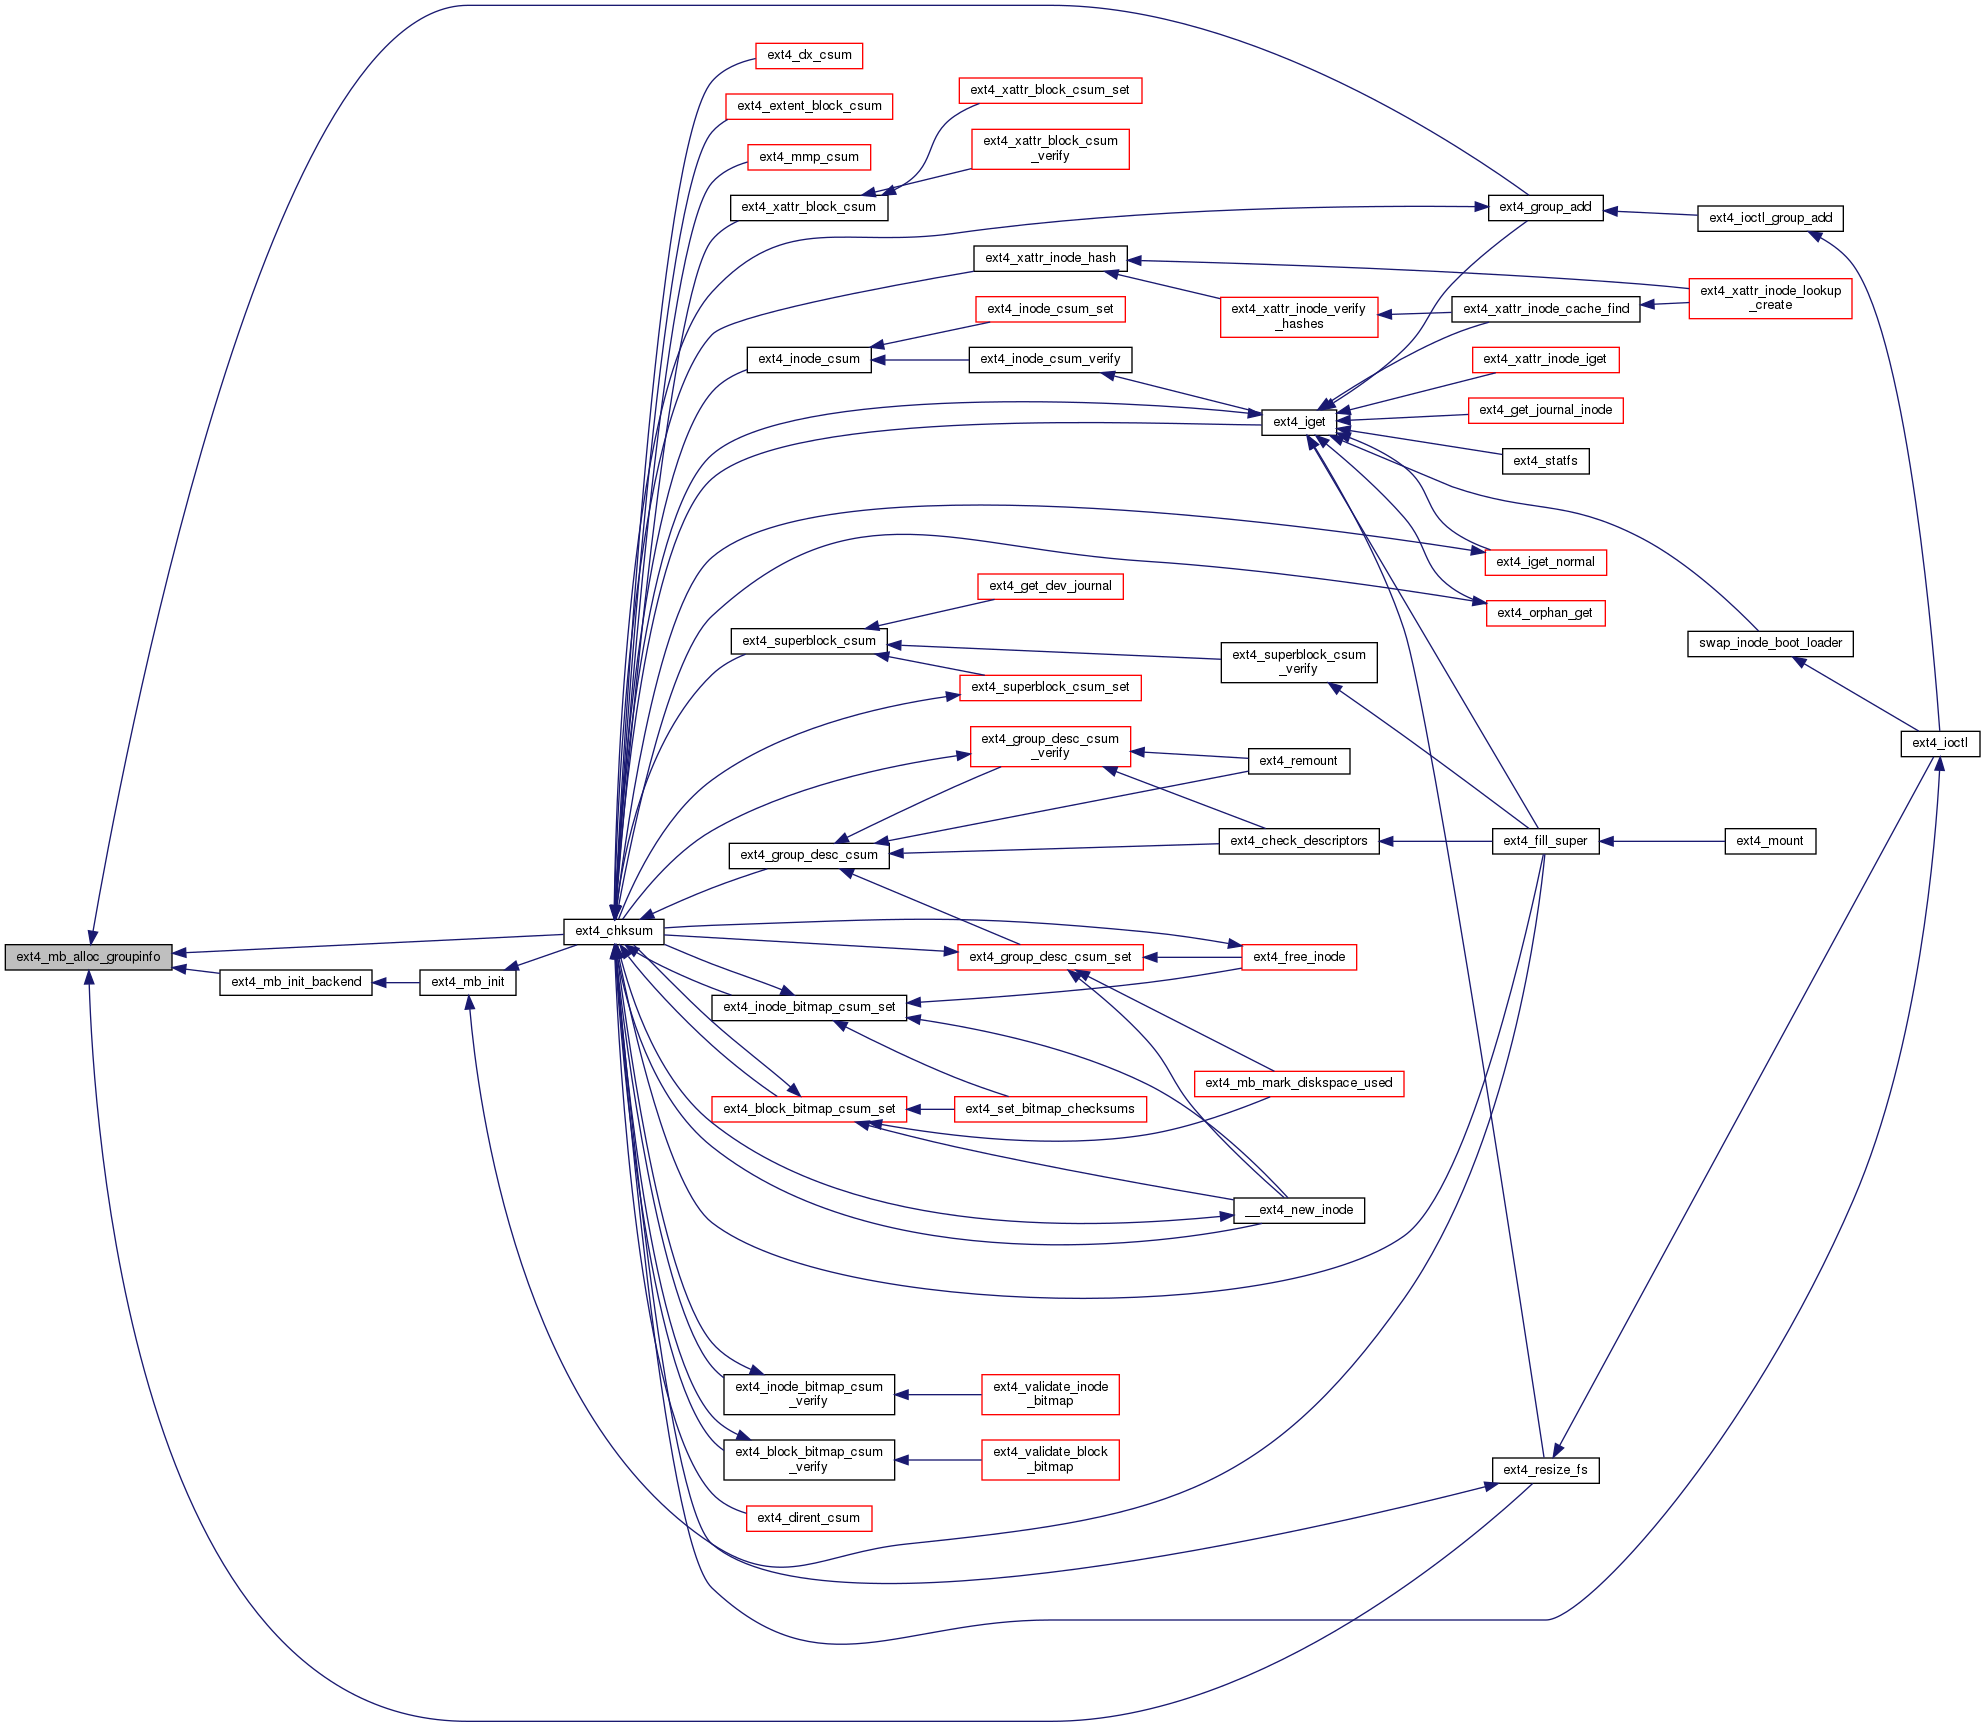 ext4_dx_csum
ext4_xattr_block_csum_set
ext4_extent_block_csum
ext4_xattr_block_csum
_verify
ext4_mmp_csum
ext4_xattr_block_csum
ext4_group_add
ext4_ioctl_group_add
ext4_xattr_inode_hash
ext4_xattr_inode_lookup
_create
ext4_inode_csum_set
ext4_xattr_inode_verify
_hashes
ext4_xattr_inode_cache_find
ext4_inode_csum
ext4_inode_csum_verify
ext4_xattr_inode_iget
ext4_get_journal_inode
ext4_iget
ext4_statfs
ext4_iget_normal
ext4_get_dev_journal
ext4_orphan_get
ext4_superblock_csum
swap_inode_boot_loader
ext4_superblock_csum
_verify
ext4_superblock_csum_set
ext4_group_desc_csum
_verify
ext4_ioctl
ext4_remount
ext4_group_desc_csum
ext4_check_descriptors
ext4_fill_super
ext4_mount
ext4_chksum
ext4_mb_alloc_groupinfo
ext4_group_desc_csum_set
ext4_free_inode
ext4_mb_init_backend
ext4_mb_init
ext4_inode_bitmap_csum_set
ext4_mb_mark_diskspace_used
ext4_block_bitmap_csum_set
ext4_set_bitmap_checksums
__ext4_new_inode
ext4_inode_bitmap_csum
_verify
ext4_validate_inode
_bitmap
ext4_block_bitmap_csum
_verify
ext4_validate_block
_bitmap
ext4_resize_fs
ext4_dirent_csum